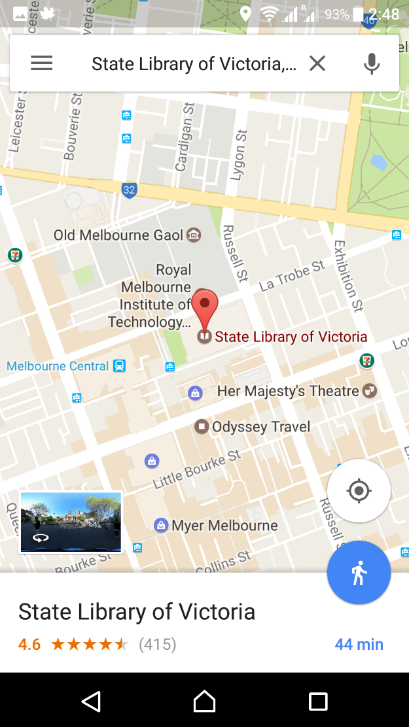 93% 2:48
State Library of Victoria,...
Leicester St
Bouverie St
Cardigan St
Lygon St
32
Old Melbourne Gaol
Royal
Melbourne
Institute of
Technology...
Russell St
La Trobe St
Exhibition St
State Library of Victoria
Melbourne Central
Her Majesty's Theatre
Odyssey Travel
Little Bourke St
Myer Melbourne
Russell St
Bourke St
Collins St
State Library of Victoria
4.6 (415) 44 min